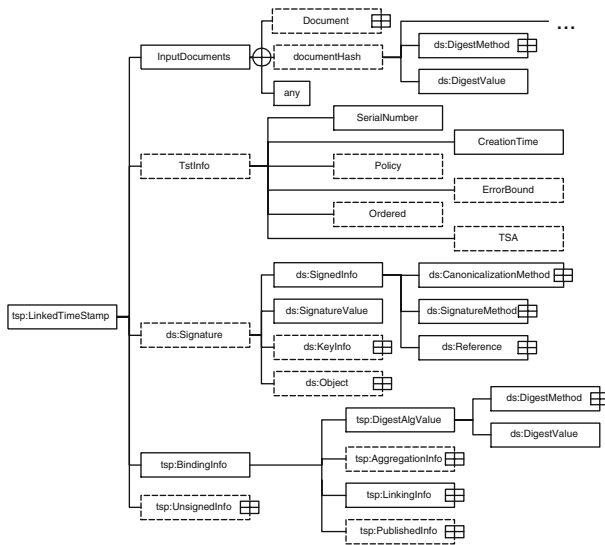 Document
...
InputDocuments
documentHash
ds:DigestMethod
ds:DigestValue
any
SerialNumber
CreationTime
TstInfo
Policy
ErrorBound
Ordered
TSA
ds:SignedInfo
ds:CanonicalizationMethod
tsp:LinkedTimeStamp
ds:SignatureValue
ds:SignatureMethod
ds:Signature
ds:KeyInfo
ds:Reference
ds:Object
ds:DigestMethod
tsp:DigestAlgValue
ds:DigestValue
tsp:BindingInfo
tsp:AggregationInfo
tsp:LinkingInfo
tsp:UnsignedInfo
tsp:PublishedInfo